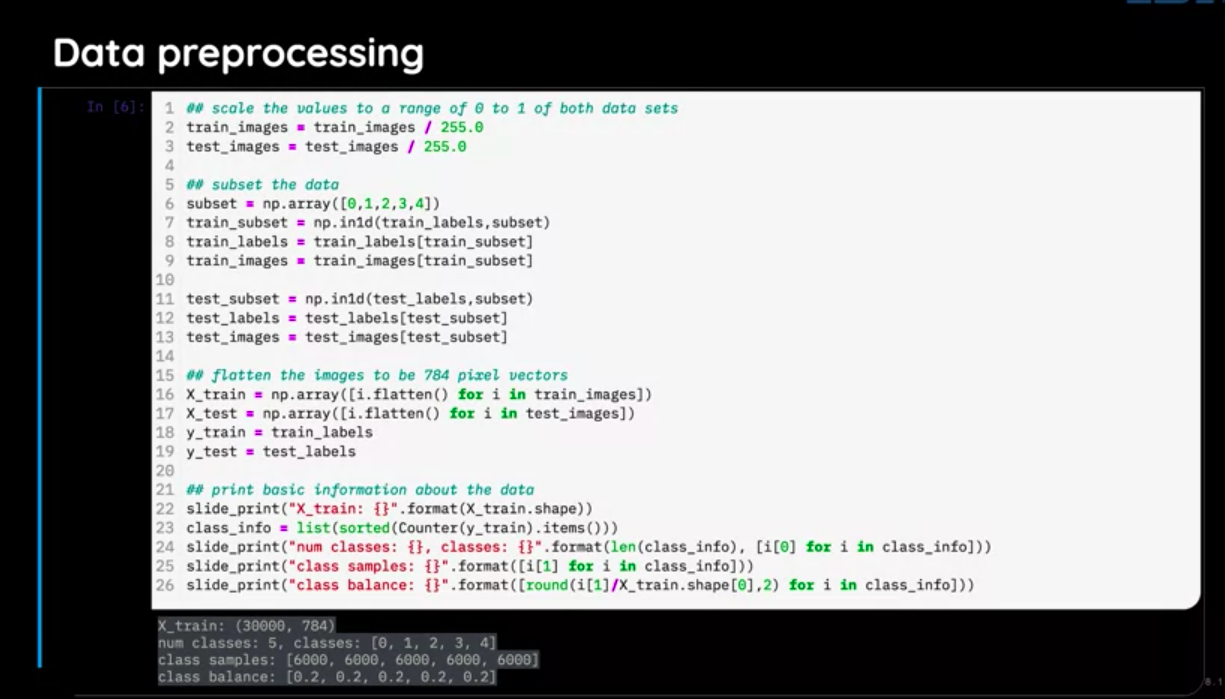 Data preprocessing
In [6]:
1 ## scale the values to a range of 0 to 1 of both data sets
2 train_images = train_images / 255.0
3 test_images = test_images / 255.0
4
5 ## subset the data
6 subset = np.array([0,1,2,3,4])
7 train_subset = np.in1d(train_labels,subset)
8 train_labels = train_labels[train_subset]
9 train_images = train_images[train_subset]
10
11 test_subset = np.in1d(test_labels,subset)
12 test_labels = test_labels[test_subset]
13 test_images = test_images[test_subset]
14
15 ## flatten the images to be 784 pixel vectors
16 X_train = np.array([i.flatten() for i in train_images])
17 X_test = np.array([i.flatten() for i in test_images])
18 y_train = train_labels
19 y_test = test_labels
20
21 ## print basic information about the data
22 slide_print("X_train: {}".format(X_train.shape))
23 class_info = list(sorted(Counter(y_train).items()))
24 slide_print("num classes: {}, classes: {}".format(len(class_info), [i[0] for i in class_info]))
25 slide_print("class samples: {}".format([i[1] for i in class_info]))
26 slide_print("class balance: {}".format([round(i[1]/X_train.shape[0],2) for i in class_info]))
X_train: (30000, 784)
num classes: 5, classes: [0, 1, 2, 3, 4]
class samples: [6000, 6000, 6000, 6000, 6000]
class balance: [0.2, 0.2, 0.2, 0.2, 0.2]
8.1